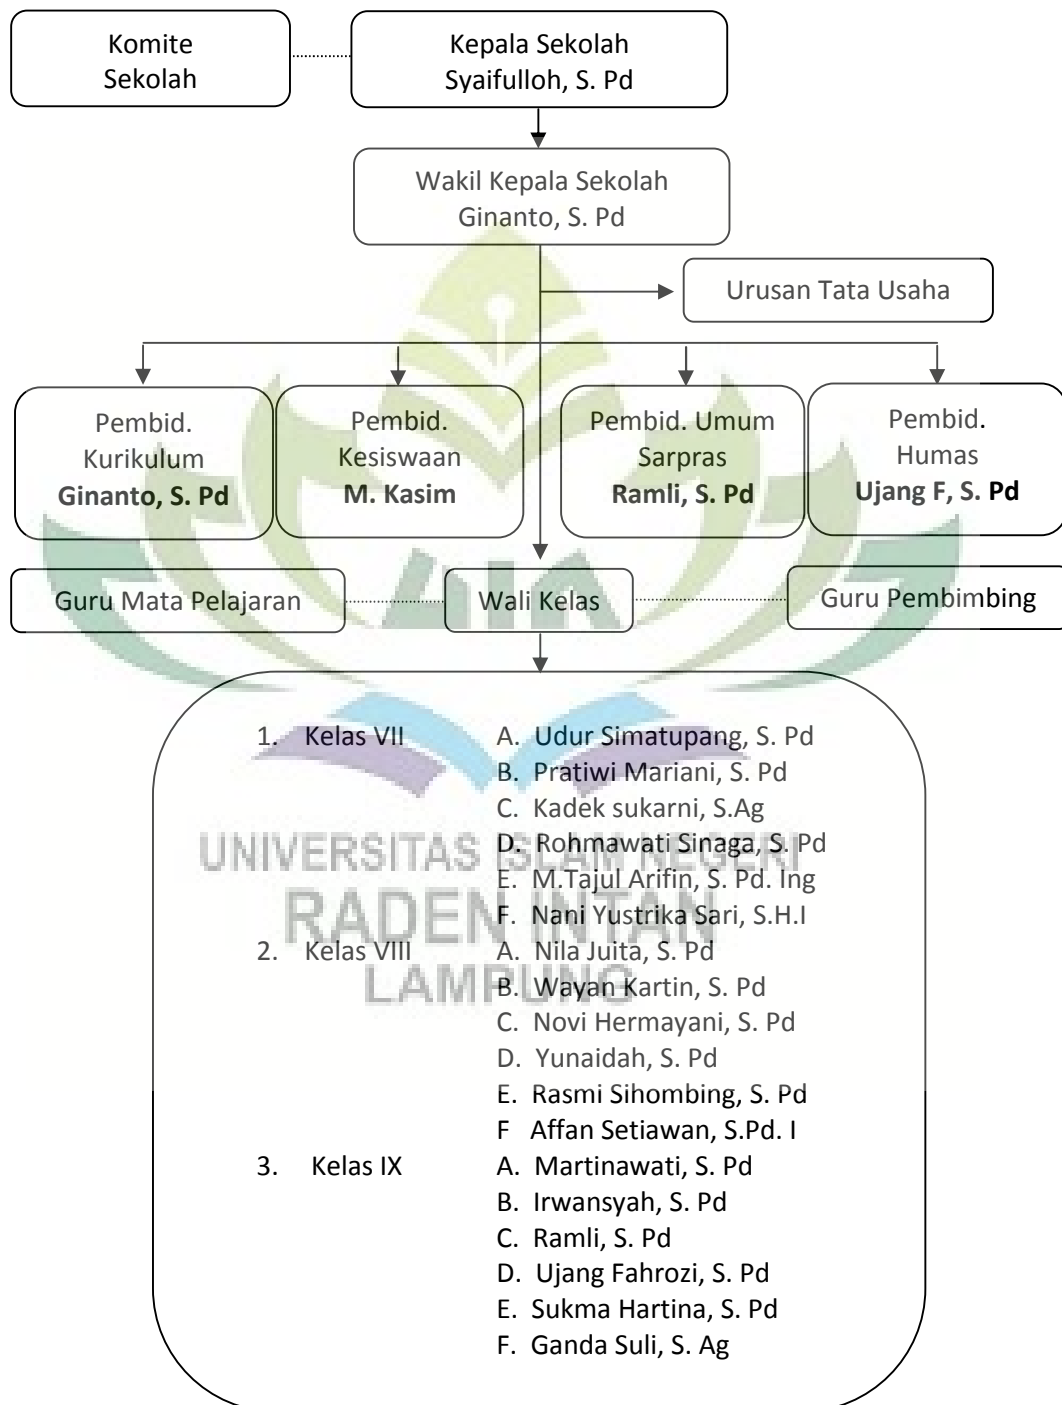 Komite
Sekolah
Kepala Sekolah
Syaifulloh, S. Pd
Wakil Kepala Sekolah
Ginanto, S. Pd
Urusan Tata Usaha
Pembid.
Kurikulum
Ginanto, S. Pd
Pembid.
Kesiswaan
M. Kasim
Pembid. Umum
Sarpras
Ramli, S. Pd
Pembid.
Humas
Ujang F, S. Pd
Guru Mata Pelajaran
Wali Kelas
Guru Pembimbing
1. Kelas VII A. Udur Simatupang, S. Pd
B. Pratiwi Mariani, S. Pd
C. Kadek sukarni, S.Ag
D. Rohmawati Sinaga, S. Pd
E. M.Tajul Arifin, S. Pd. Ing
F. Nani Yustrika Sari, S.H.I
2. Kelas VIII A. Nila Juita, S. Pd
B. Wayan Kartin, S. Pd
C. Novi Hermayani, S. Pd
D. Yunaidah, S. Pd
E. Rasmi Sihombing, S. Pd
F Affan Setiawan, S.Pd. I
3. Kelas IX A. Martinawati, S. Pd
B. Irwansyah, S. Pd
C. Ramli, S. Pd
D. Ujang Fahrozi, S. Pd
E. Sukma Hartina, S. Pd
F. Ganda Suli, S. Ag
UNIVERSITAS ISLAM NEGERI
RADEN INTAN
LAMPUNG